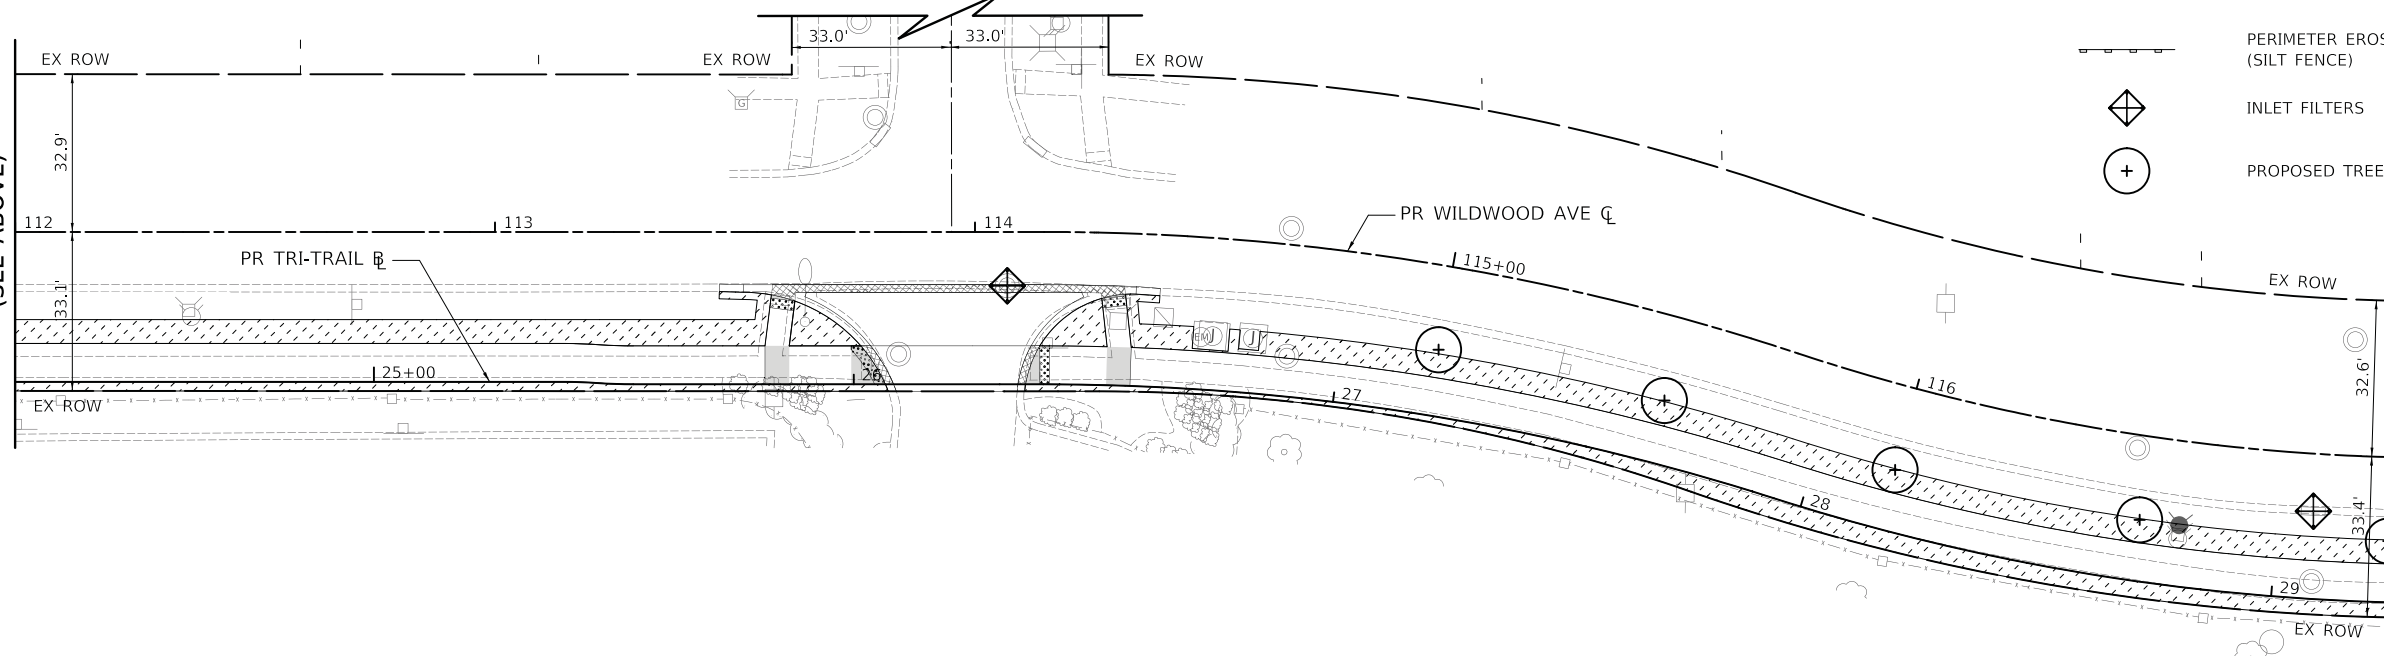 33.0'
33.0'
EX ROW
EX ROW
EX ROW
PERIMETER
(SILT FENCE)
G
INLET FILTERS
32.9'
PROPOSED TREE
112
113
114
PR WILDWOOD AVE ℄
PR TRI-TRAIL BL
115+00
EX ROW
33.1'
25+00
26
EM
J
J
27
116
32.6'
EX ROW
28
33.4'
29
EX ROW